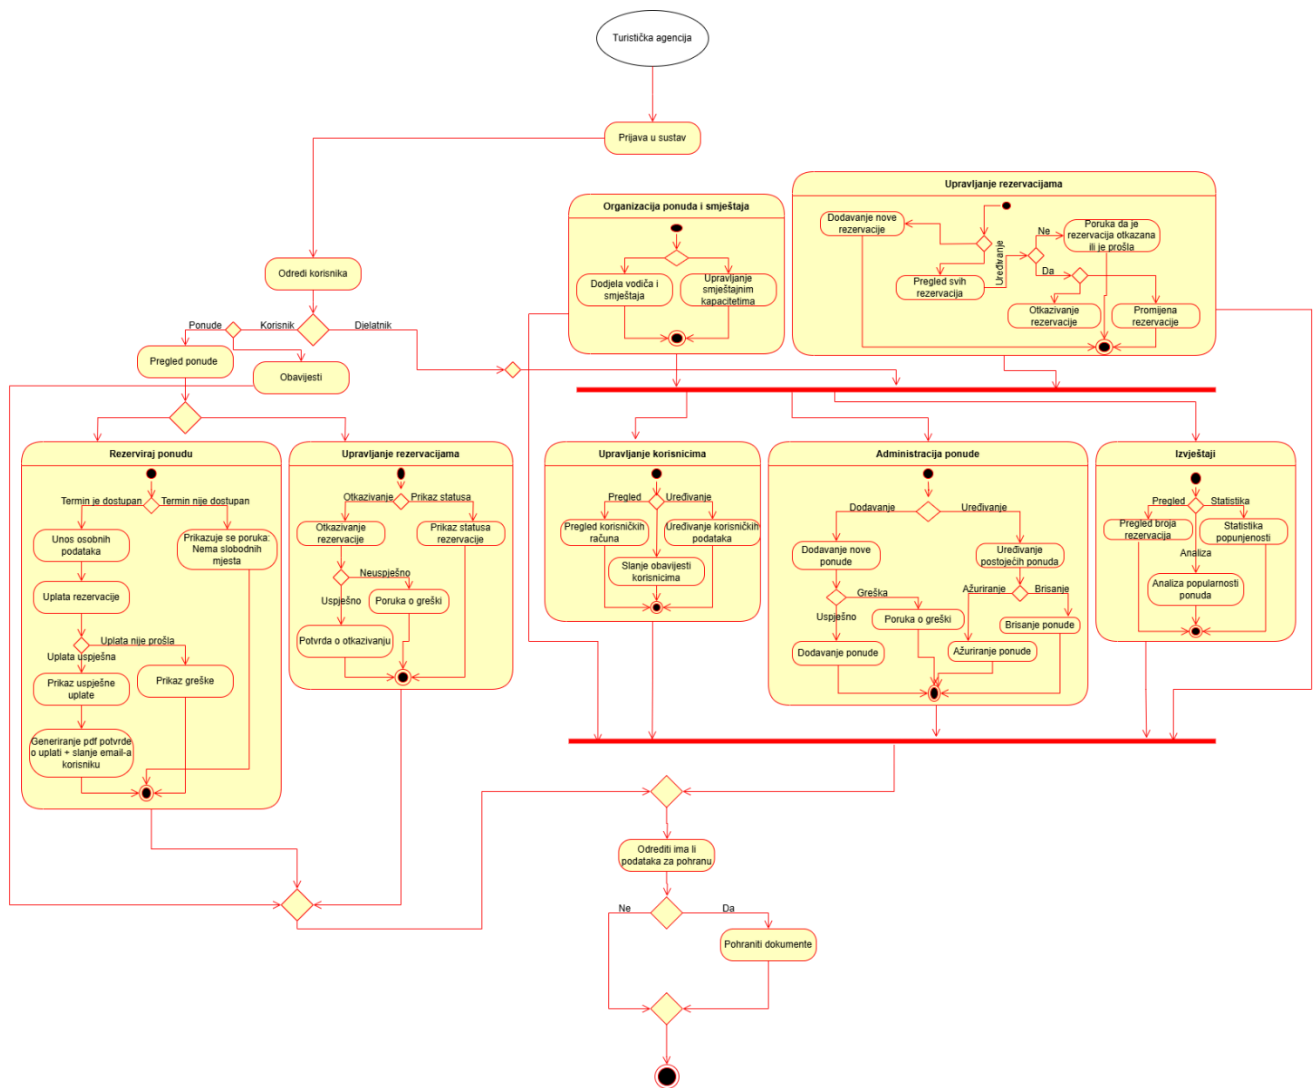 Turistička agencija
Prijava u sustav
Odredi korisnika
Ponude
Korisnik
Djelatnik
Pregled ponude
Obavijesti
Organizacija ponuda i smještaja
Dodjela vodiča i
smještaja
Upravljanje
smještajnim
kapacitetima
Upravljanje rezervacijama
Dodavanje nove
rezervacije
Pregled svih
rezervacija
Uređivanje
Ne
Da
Poruka da je
rezervacija otkazana
ili je prošla
Otkazivanje
rezervacije
Promijena
rezervacije
Rezerviraj ponudu
Termin je dostupan
Termin nije dostupan
Unos osobnih
podataka
Prikazuje se poruka:
Nema slobodnih
mjesta
Uplata rezervacije
Uplata nije prošla
Uplata uspješna
Prikaz uspješne
uplate
Prikaz greške
Generiranje pdf potvrde
o uplati + slanje email-a
korisniku
Upravljanje rezervacijama
Otkazivanje
Prikaz statusa
Otkazivanje
rezervacije
Prikaz statusa
rezervacije
Neuspješno
Uspješno
Poruka o greški
Potvrda o otkazivanju
Upravljanje korisnicima
Pregled
Uređivanje
Pregled korisničkih
računa
Uređivanje korisničkih
podataka
Slanje obavijesti
korisnicima
Administracija ponude
Dodavanje
Uređivanje
Dodavanje nove
ponude
Uređivanje
postojećih ponuda
Greška
Uspješno
Poruka o greški
Dodavanje ponude
Ažuriranje
Brisanje
Brisanje ponude
Ažuriranje ponude
Izvještaji
Pregled
Statistika
Pregled broja
rezervacija
Statistika
popunjenosti
Analiza
Analiza popularnosti
ponuda
Odrediti ima li
podataka za pohranu
Ne
Da
Pohraniti dokumente